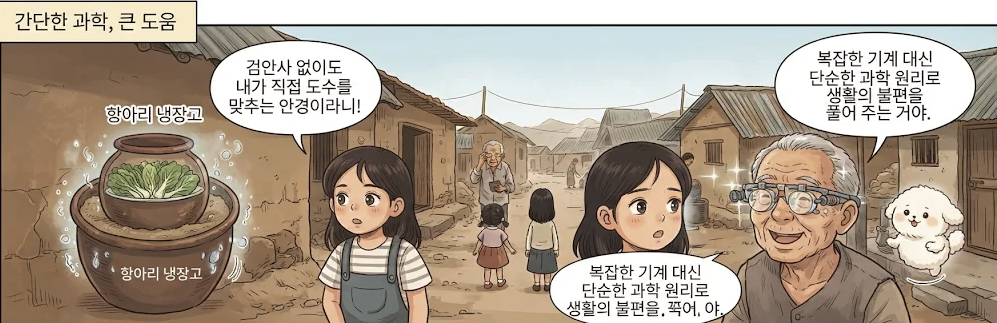 간단한 과학, 큰 도움
검안사 없이도
내가 직접 도수를
맞추는 안경이라니!
복잡한 기계 대신
단순한 과학 원리로
생활의 불편을
풀어 주는 거야.
항아리 냉장고
항아리 냉장고
복잡한 기계 대신
단순한 과학 원리로
생활의 불편을. 꼭어, 야.